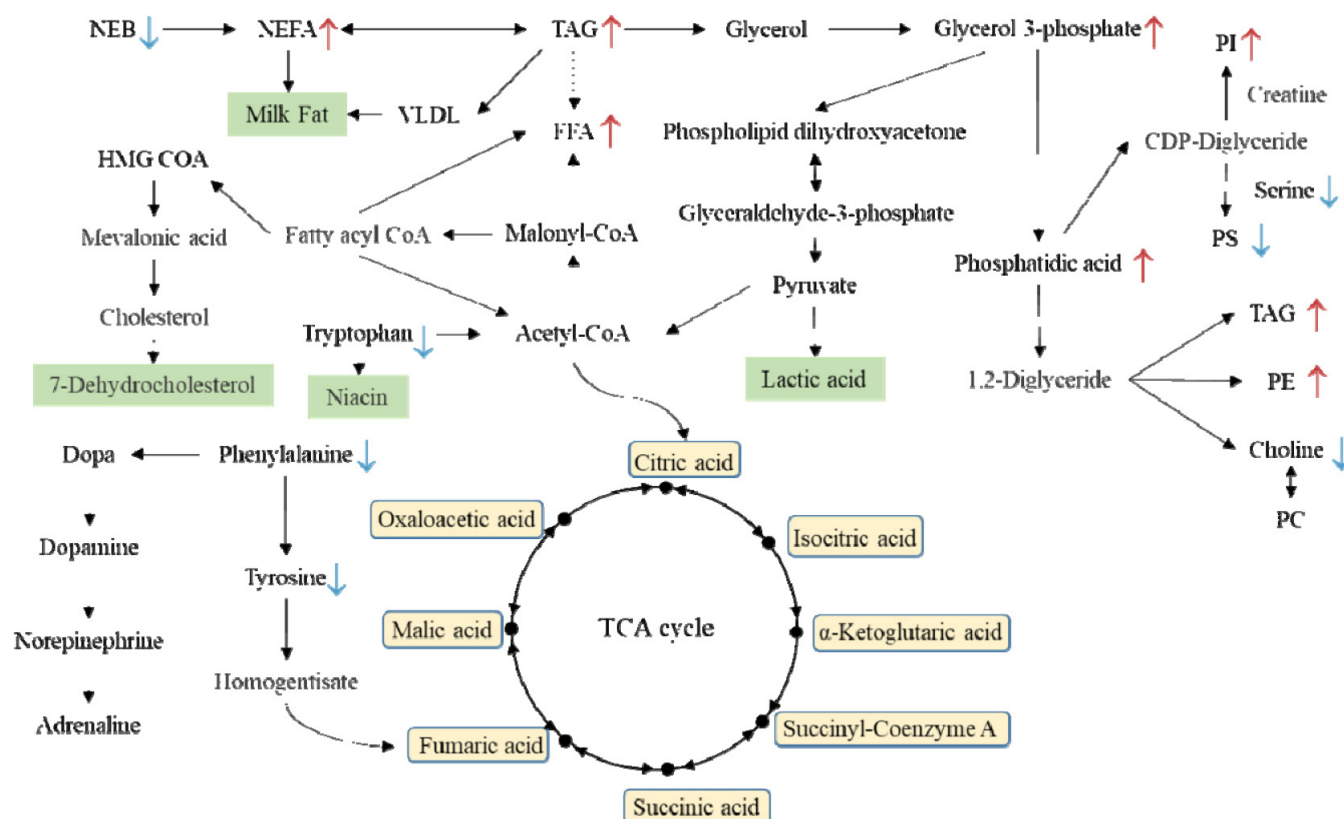 NEB
NEFA
TAG
Glycerol
Glycerol 3-phosphate
PI
Creatine
Milk Fat
VLDL
FFA
Phospholipid dihydroxyacetone
CDP-Diglyceride
HMG COA
Serine
Glyceraldehyde-3-phosphate
Mevalonic acid
Fatty acyl CoA
Malonyl-CoA
PS
Phosphatidic acid
Pyruvate
Cholesterol
Tryptophan
Acetyl-CoA
TAG
7-Dehydrocholesterol
Niacin
Lactic acid
1.2-Diglyceride
PE
Dopa
Phenylalanine
Citric acid
Choline
Oxaloacetic acid
Isocitric acid
PC
Dopamine
Tyrosine
Malic acid
TCA cycle
α-Ketoglutaric acid
Norepinephrine
Homogentisate
Adrenaline
Fumaric acid
Succinyl-Coenzyme A
Succinic acid